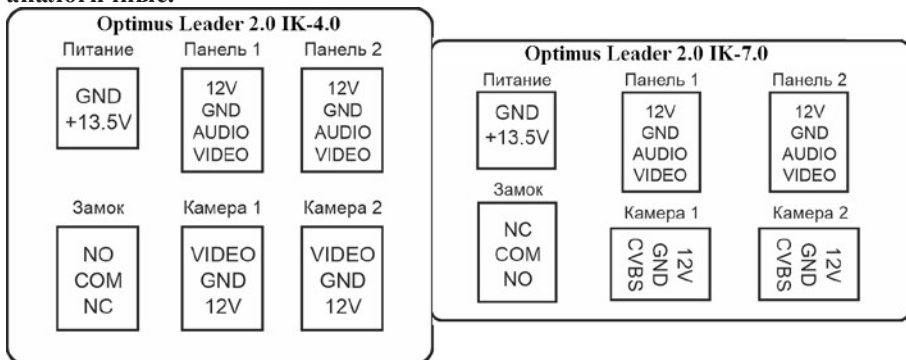 аналогичные.
Optimus Leader 2.0 IK-4.0
Питание
Панель 1
Панель 2
GND
+13.5V
12V
GND
AUDIO
VIDEO
12V
GND
AUDIO
VIDEO
Замок
Камера 1
Камера 2
NO
COM
NC
VIDEO
GND
12V
VIDEO
GND
12V
Optimus Leader 2.0 IK-7.0
Питание
Панель 1
Панель 2
GND
+13.5V
12V
GND
AUDIO
VIDEO
12V
GND
AUDIO
VIDEO
Замок
Камера 1
Камера 2
NC
COM
NO
12V
GND
CVBS
12V
GND
CVBS